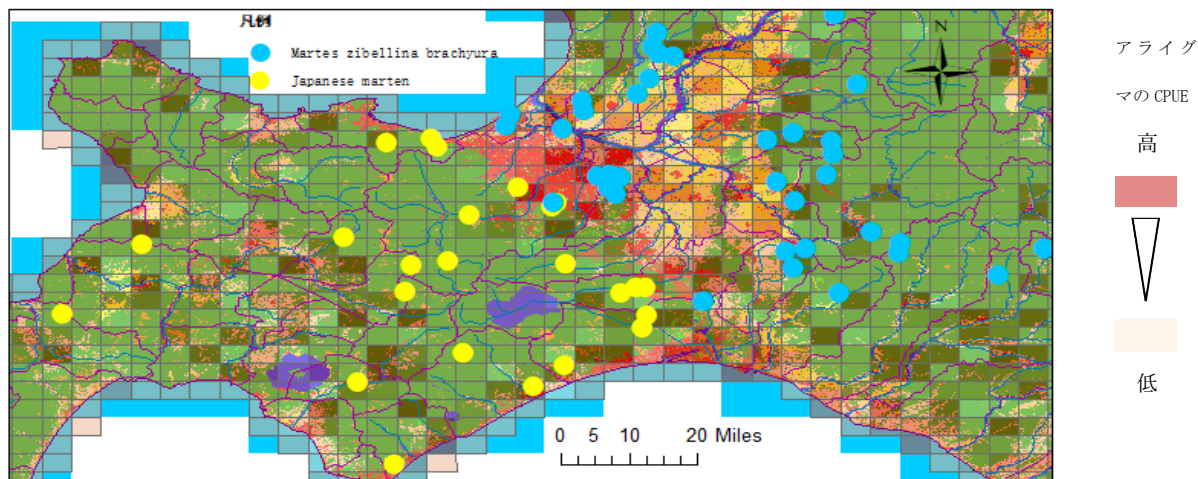 凡例
Martes zibellina brachyura
Japanese marten
N
0 5 10 20 Miles
アライグ
マの CPUE
高
低